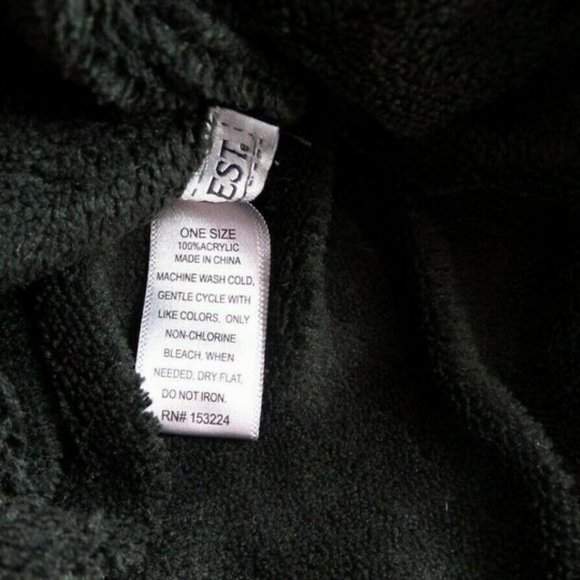 EST.
ONE SIZE
100%ACRYLIC
MADE IN CHINA
MACHINE WASH COLD,
GENTLE CYCLE WITH
LIKE COLORS, ONLY
NON-CHLORINE
BLEACH, WHEN
NEEDED, DRY FLAT,
DO NOT IRON.
RN# 153224